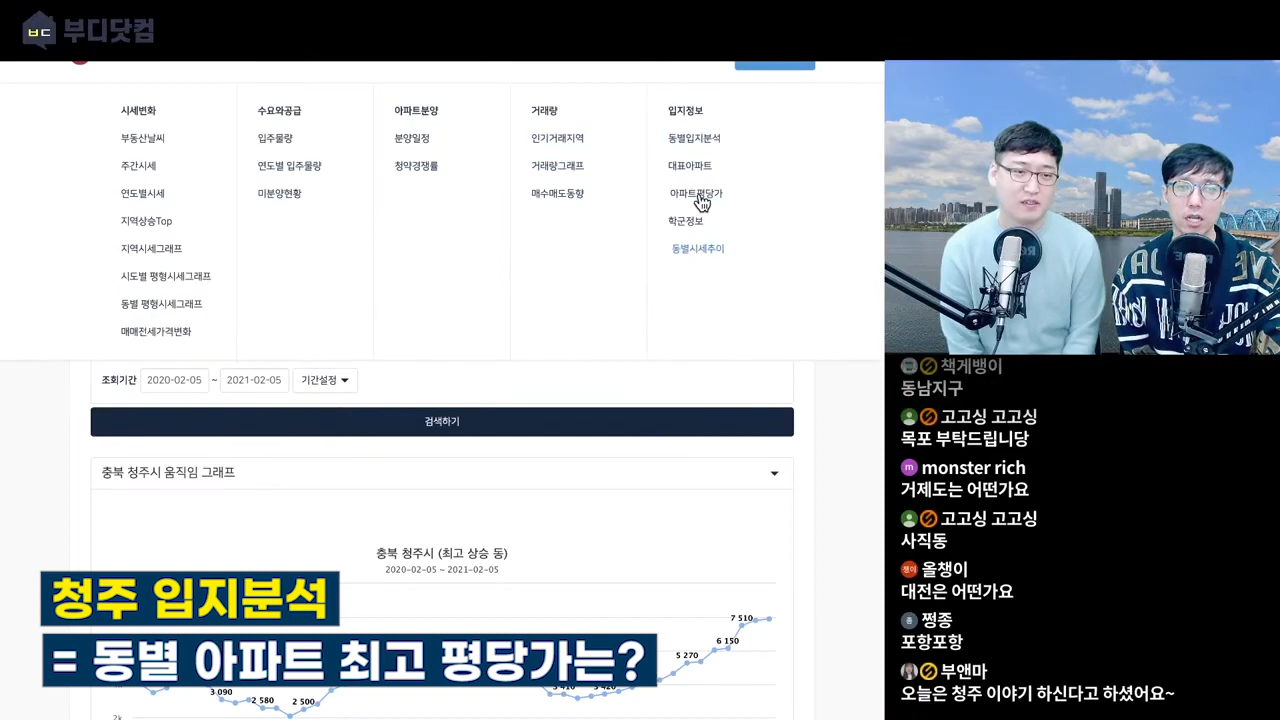 부디닷컴
시세변화
부동산날씨
주간시세
연도별시세
지역상승Top
지역시세그래프
시도별 평형시세그래프
동별 평형시세그래프
매매전세가격변화
수요와공급
입주물량
연도별 입주물량
미분양현황
아파트분양
분양일정
청약경쟁률
거래량
인기거래지역
거래량그래프
매수매도동향
입지정보
동별입지분석
대표아파트
아파트평당가
학군정보
동별시세추이
조회기간 2020-02-05 ~ 2021-02-05 기간설정
검색하기
충북 청주시 움직임 그래프
충북 청주시 (최고 상승 동)
2020-02-05 ~ 2021-02-05
7 510
6 150
5 270
3 090
2 580
2 500
2k
청주 입지분석
= 동별 아파트 최고 평당가는?
책게뱅이
동남지구
고고싱 고고싱
목포 부탁드립니당
m monster rich
거제도는 어떤가요
고고싱 고고싱
사직동
올챙이
대전은 어떤가요
종 쩡종
포항포항
부앤마
오늘은 청주 이야기 하신다고 하셨어요~